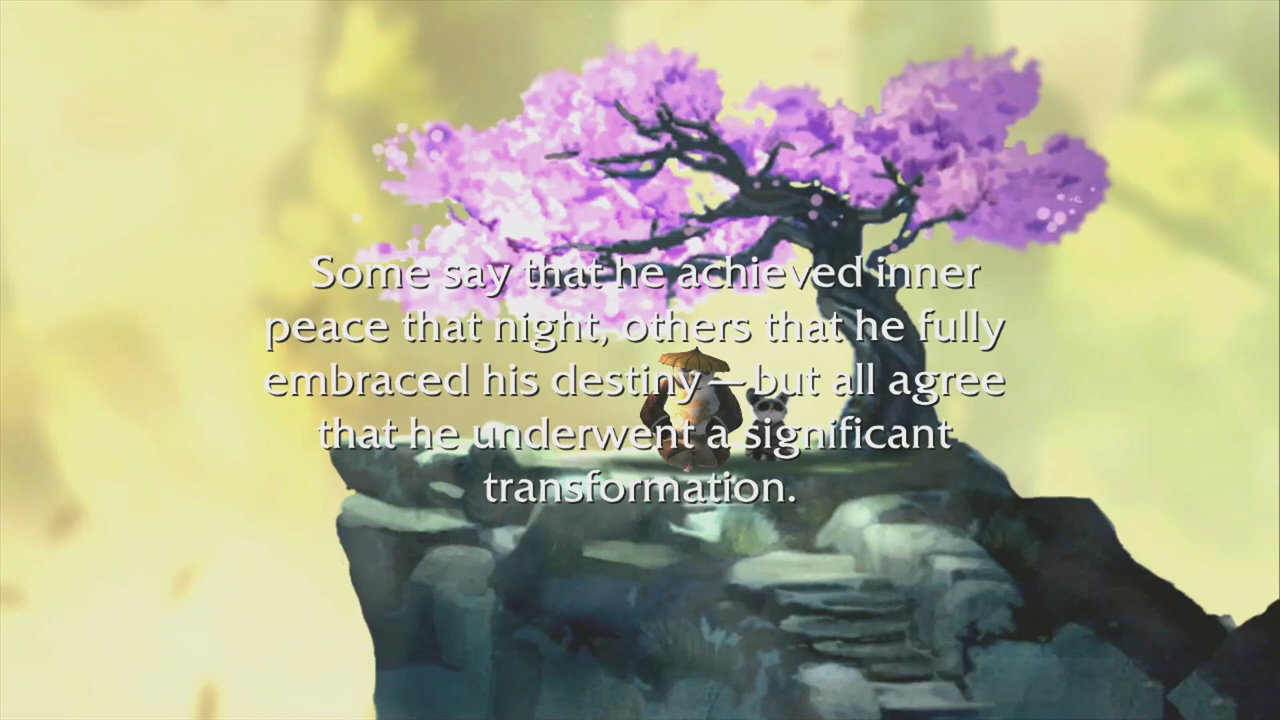 Some say that he achieved inner
peace that night, others that he fully
embraced his destiny — but all agree
that he underwent a significant
transformation.